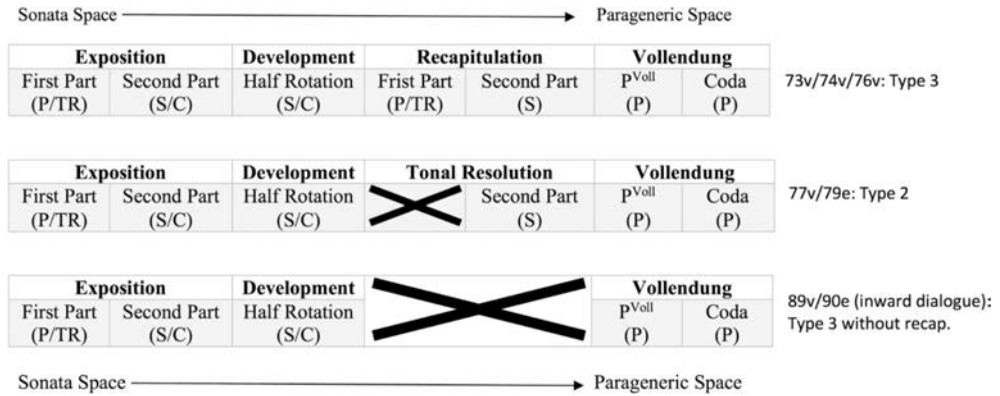 Sonata Space Parageneric Space
Exposition Development Recapitulation Vollendung
First Part Second Part Half Rotation Frist Part Second Part P^Voll Coda
(P/TR) (S/C) (S/C) (P/TR) (S) (P) (P)
73v/74v/76v: Type 3
Exposition Development Tonal Resolution Vollendung
First Part Second Part Half Rotation Second Part P^Voll Coda
(P/TR) (S/C) (S/C) (S) (P) (P)
77v/79e: Type 2
Exposition Development Vollendung
First Part Second Part Half Rotation P^Voll Coda
(P/TR) (S/C) (S/C) (P) (P)
89v/90e (inward dialogue):
Type 3 without recap.
Sonata Space Parageneric Space